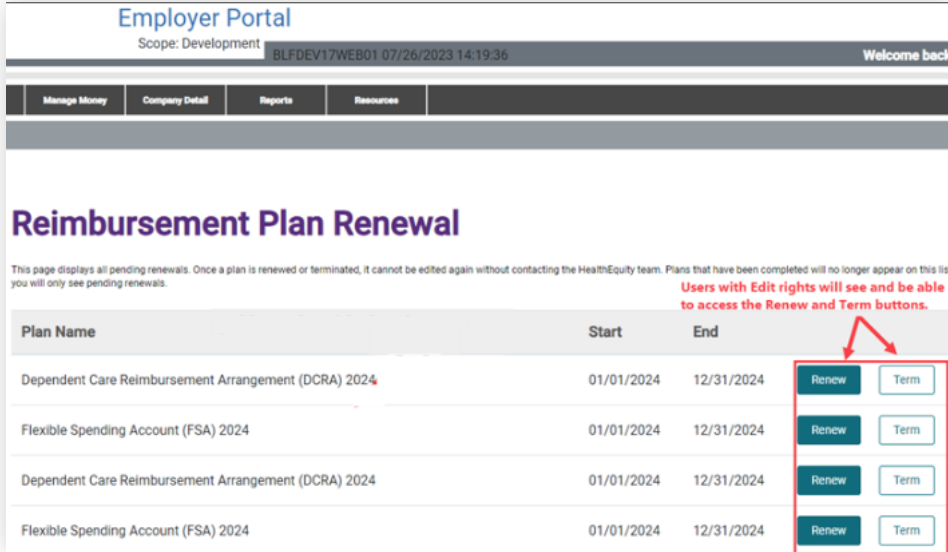 Employer Portal
Scope: Development
BLFDEV17WEB01 07/26/2023 14:19:36
Welcome back
Manage Money Company Detail Reports Resources
Reimbursement Plan Renewal
This page displays all pending renewals. Once a plan is renewed or terminated, it cannot be edited again without contacting the HealthEquity team. Plans that have been completed will no longer appear on this lis
you will only see pending renewals.
Users with Edit rights will see and be able
to access the Renew and Term buttons.
Plan Name Start End
Dependent Care Reimbursement Arrangement (DCRA) 2024 01/01/2024 12/31/2024 Renew Term
Flexible Spending Account (FSA) 2024 01/01/2024 12/31/2024 Renew Term
Dependent Care Reimbursement Arrangement (DCRA) 2024 01/01/2024 12/31/2024 Renew Term
Flexible Spending Account (FSA) 2024 01/01/2024 12/31/2024 Renew Term